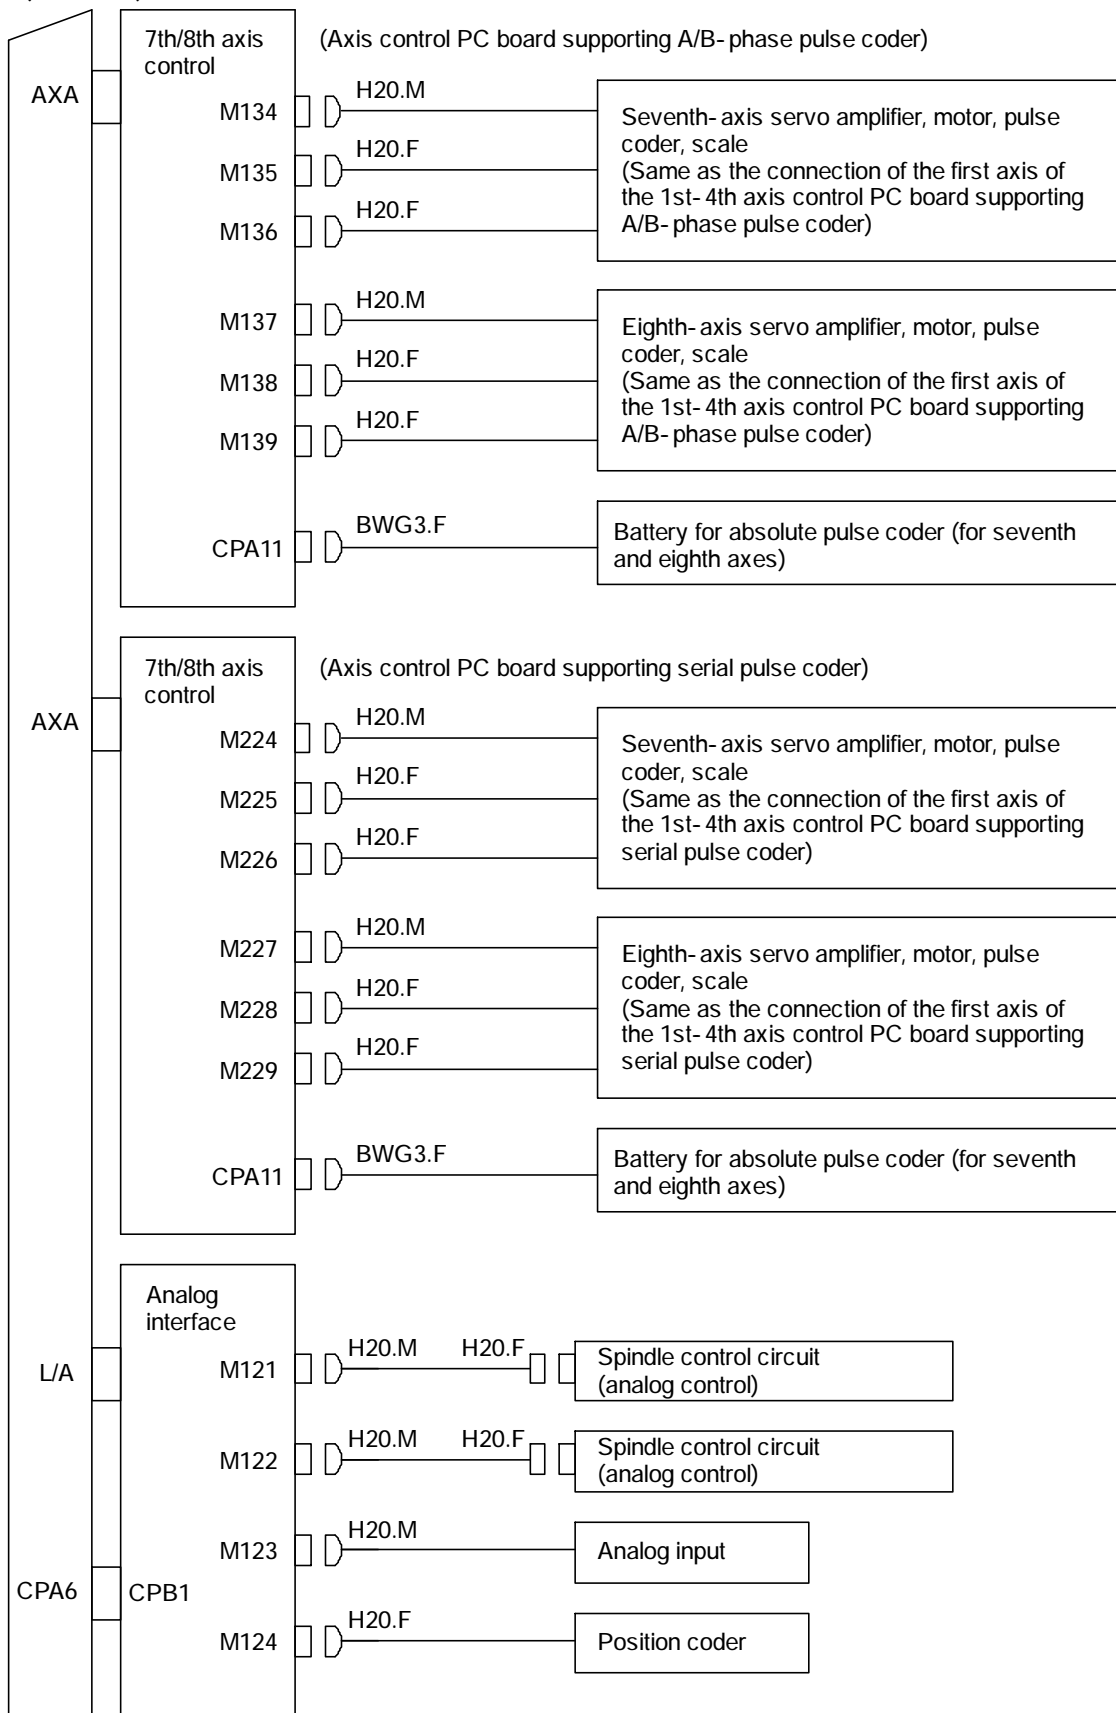 7th/8th axis
control
(Axis control PC board supporting A/B-phase pulse coder)
AXA
M134
H20.M
Seventh-axis servo amplifier, motor, pulse
coder, scale
(Same as the connection of the first axis of
the 1st-4th axis control PC board supporting
A/B-phase pulse coder)
M135
H20.F
M136
H20.F
M137
H20.M
Eighth-axis servo amplifier, motor, pulse
coder, scale
(Same as the connection of the first axis of
the 1st-4th axis control PC board supporting
A/B-phase pulse coder)
M138
H20.F
M139
H20.F
CPA11
BWG3.F
Battery for absolute pulse coder (for seventh
and eighth axes)
7th/8th axis
control
(Axis control PC board supporting serial pulse coder)
AXA
M224
H20.M
Seventh-axis servo amplifier, motor, pulse
coder, scale
(Same as the connection of the first axis of
the 1st-4th axis control PC board supporting
serial pulse coder)
M225
H20.F
M226
H20.F
M227
H20.M
Eighth-axis servo amplifier, motor, pulse
coder, scale
(Same as the connection of the first axis of
the 1st-4th axis control PC board supporting
serial pulse coder)
M228
H20.F
M229
H20.F
CPA11
BWG3.F
Battery for absolute pulse coder (for seventh
and eighth axes)
Analog
interface
L/A
M121
H20.M
H20.F
Spindle control circuit
(analog control)
M122
H20.M
H20.F
Spindle control circuit
(analog control)
M123
H20.M
Analog input
CPA6
CPB1
M124
H20.F
Position coder